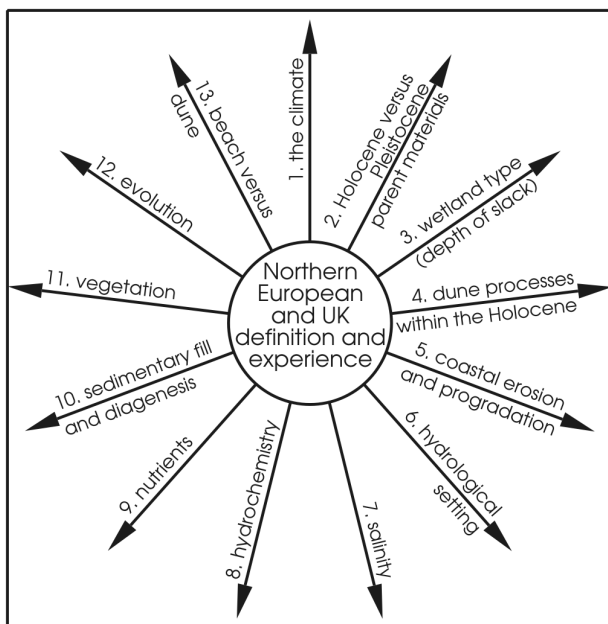 Northern
European
and UK
definition and
experience
1. the climate
2. Holocene versus
Pleistocene
parent materials
3. wetland type
(depth of slack)
4. dune processes
within the Holocene
5. coastal erosion
and progradation
6. hydrological
setting
7. salinity
8. hydrochemistry
9. nutrients
10. sedimentary fill
and diagenesis
11. vegetation
12. evolution
13. beach versus
dune